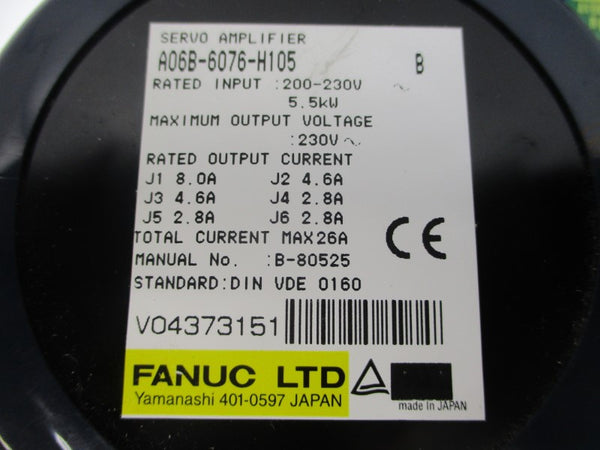 SERVO AMPLIFIER
A06B-6076-H105 B
RATED INPUT :200-230V ~
5.5kW
MAXIMUM OUTPUT VOLTAGE
:230V ~
RATED OUTPUT CURRENT
J1 8.0A J2 4.6A
J3 4.6A J4 2.8A
J5 2.8A J6 2.8A
TOTAL CURRENT MAX26A
MANUAL No. :B-80525
STANDARD:DIN VDE 0160
CE
V04373151
FANUC LTD
Yamanashi 401-0597 JAPAN
made in JAPAN